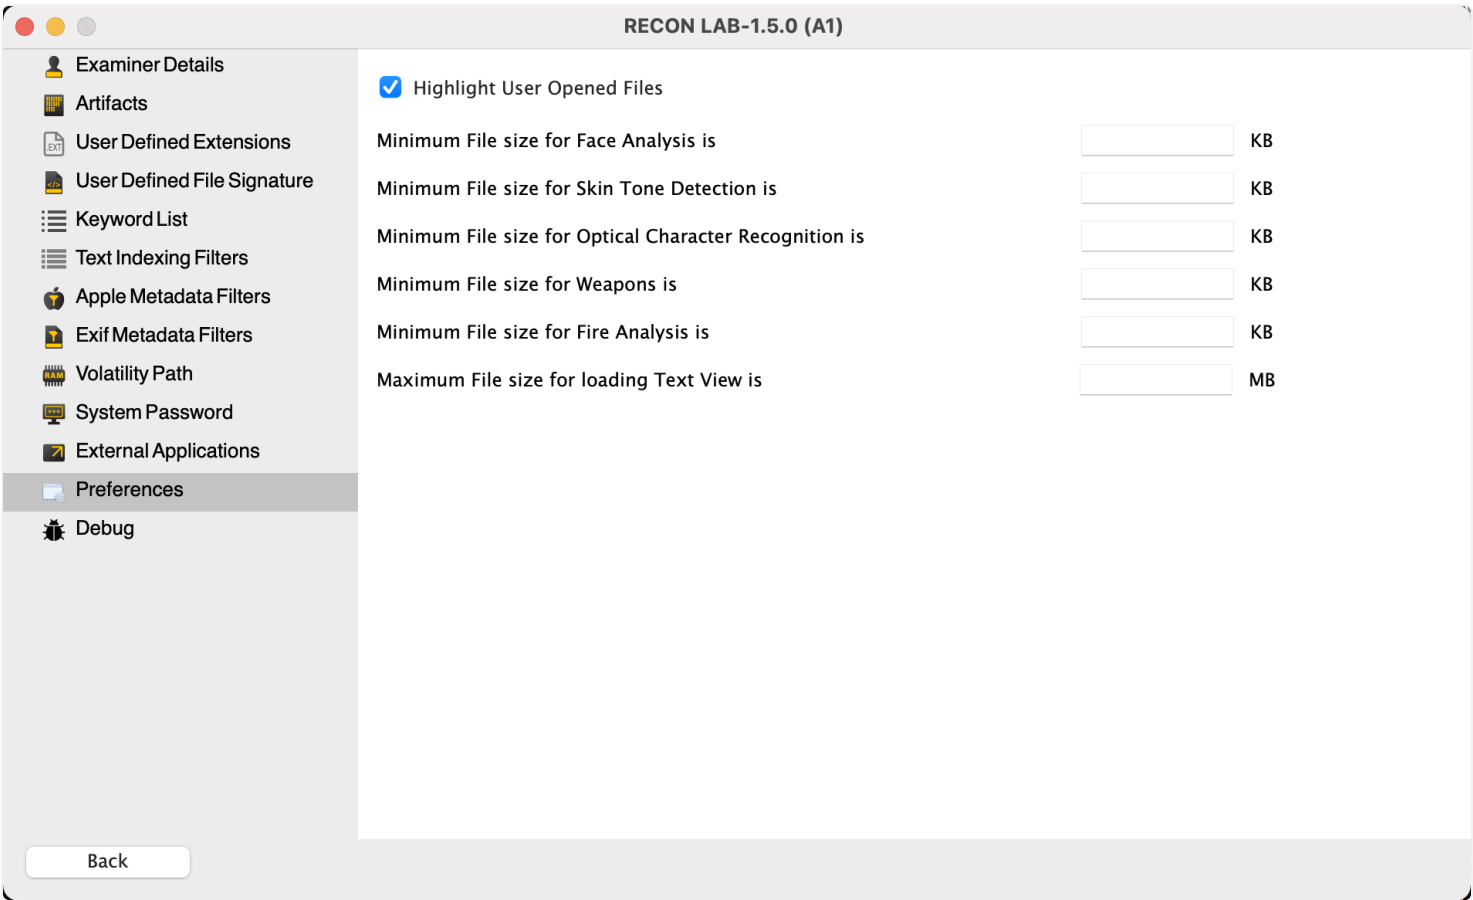 RECON LAB-1.5.0 (A1)
Examiner Details
Artifacts
.EXT
User Defined Extensions
User Defined File Signature
Keyword List
Text Indexing Filters
Apple Metadata Filters
Exif Metadata Filters
RAM
Volatility Path
System Password
External Applications
Preferences
Debug
Highlight User Opened Files
Minimum File size for Face Analysis is KB
Minimum File size for Skin Tone Detection is KB
Minimum File size for Optical Character Recognition is KB
Minimum File size for Weapons is KB
Minimum File size for Fire Analysis is KB
Maximum File size for loading Text View is MB
Back